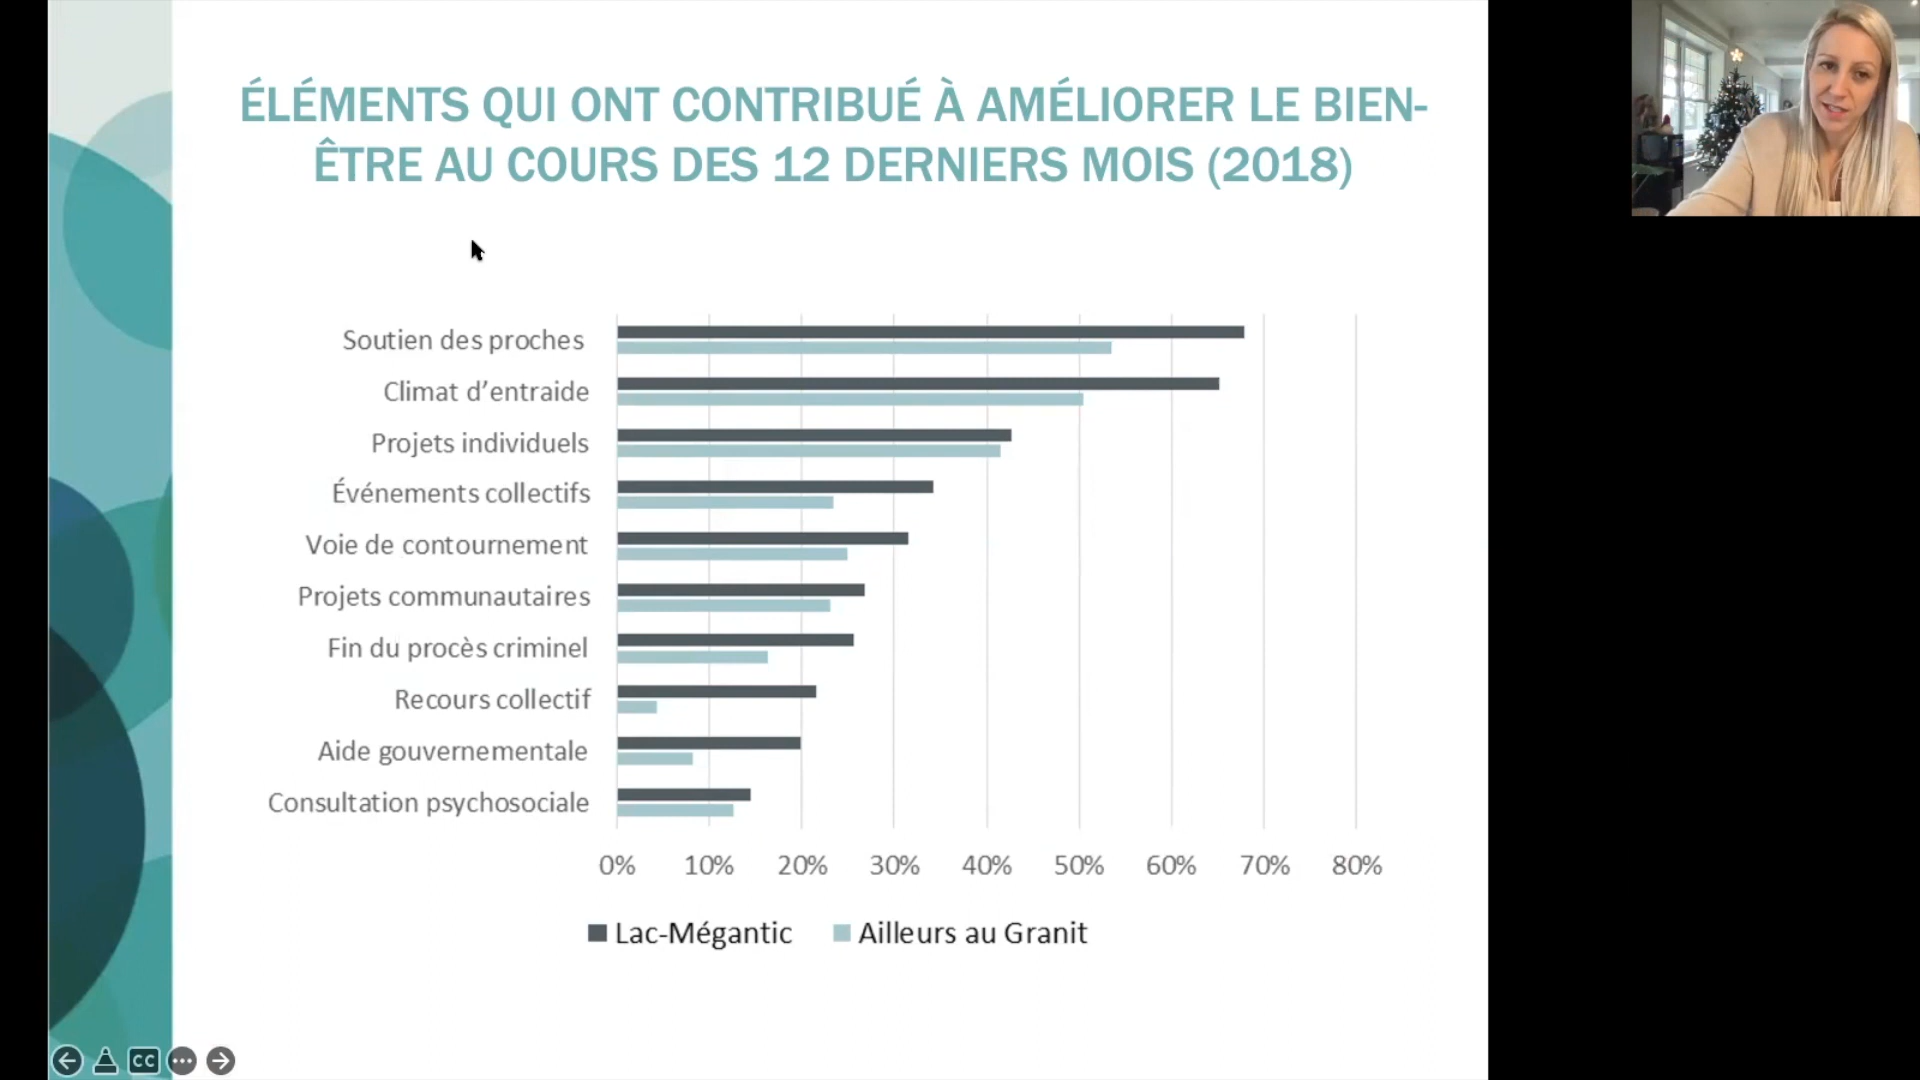 ÉLÉMENTS QUI ONT CONTRIBUÉ À AMÉLIORER LE BIEN-
ÊTRE AU COURS DES 12 DERNIERS MOIS (2018)
Soutien des proches
Climat d’entraide
Projets individuels
Événements collectifs
Voie de contournement
Projets communautaires
Fin du procès criminel
Recours collectif
Aide gouvernementale
Consultation psychosociale
0% 10% 20% 30% 40% 50% 60% 70% 80%
Lac-Mégantic Ailleurs au Granit
CC